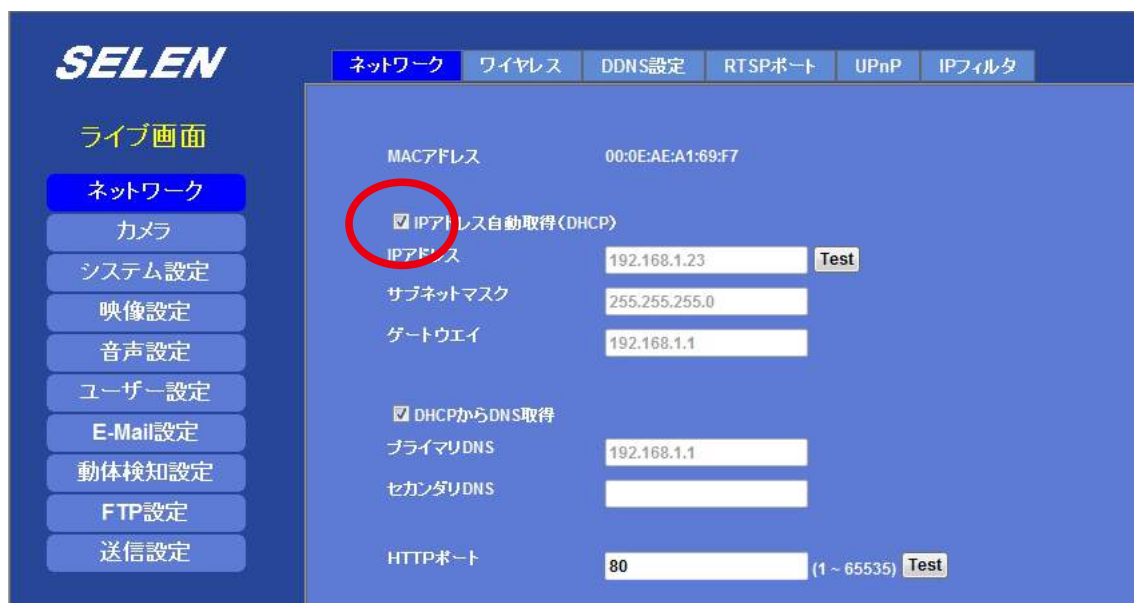 SELEN
ネットワーク ワイヤレス DDNS設定 RTSPポート UPnP IPフィルタ
ライブ画面
ネットワーク
カメラ
システム設定
映像設定
音声設定
ユーザー設定
E-Mail設定
動体検知設定
FTP設定
送信設定
MACアドレス 00:0E:AE:A1:69:F7
IPアドレス自動取得(DHCP)
IPアドレス 192.168.1.23 Test
サブネットマスク 255.255.255.0
ゲートウエイ 192.168.1.1
DHCPからDNS取得
プライマリDNS 192.168.1.1
セカンダリDNS
HTTPポート 80 (1 ~ 65535) Test